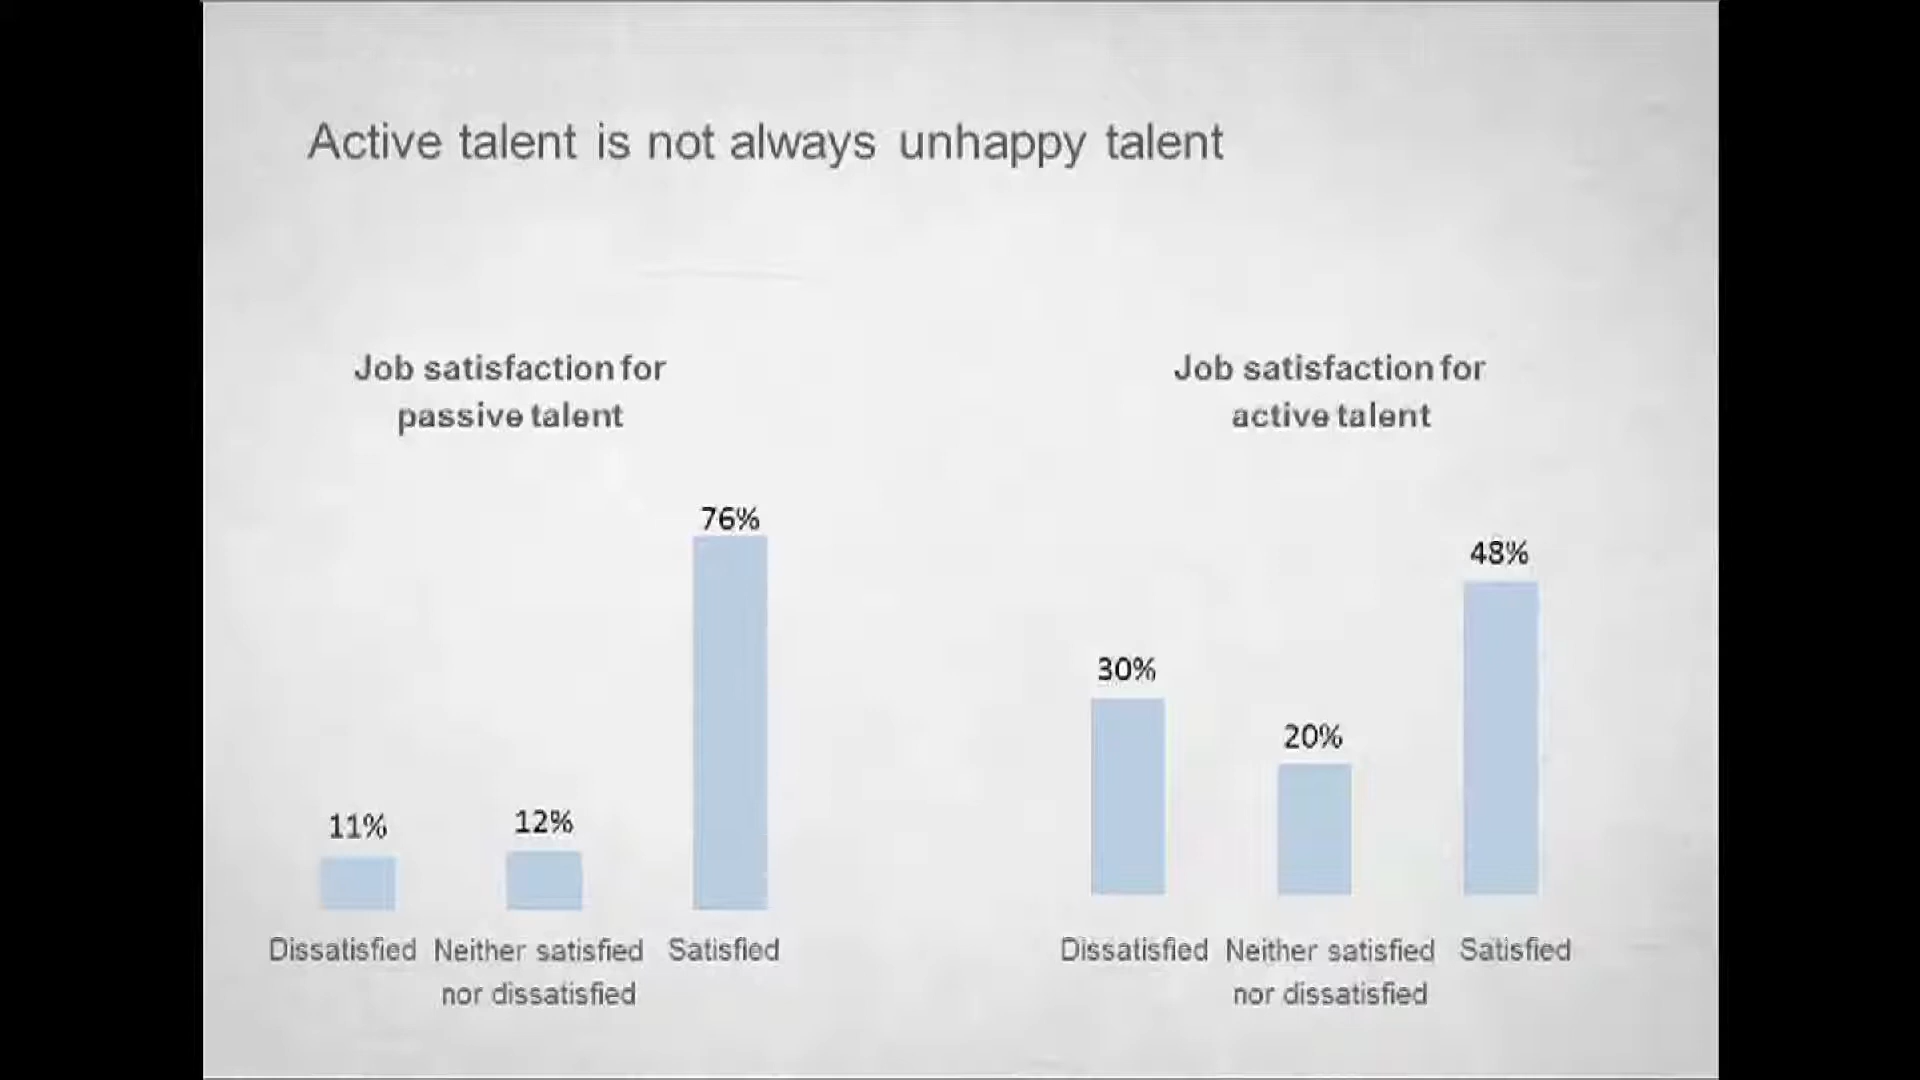 Active talent is not always unhappy talent
Job satisfaction for
passive talent
76%
11%
12%
Dissatisfied
Neither satisfied
nor dissatisfied
Satisfied
Job satisfaction for
active talent
48%
30%
20%
Dissatisfied
Neither satisfied
nor dissatisfied
Satisfied